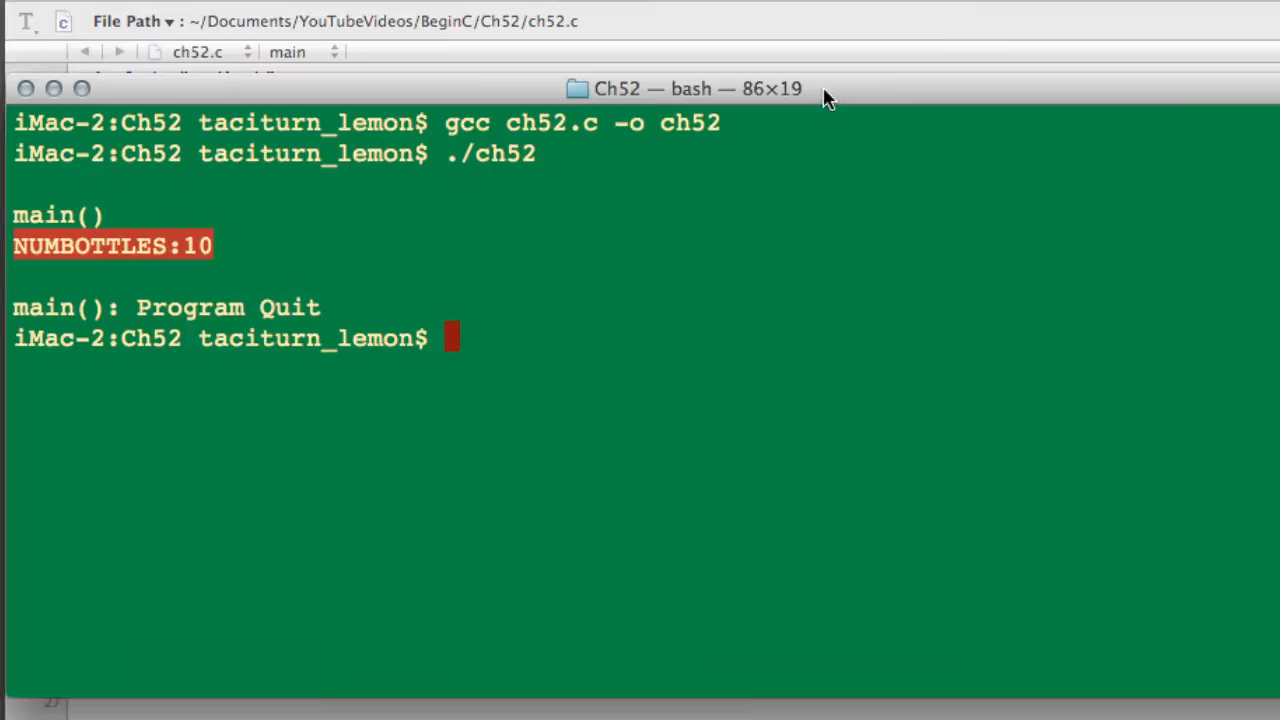 File Path ▾ : ~/Documents/YouTubeVideos/BeginC/Ch52/ch52.c
ch52.c main
Ch52 — bash — 86×19
iMac-2:Ch52 taciturn_lemon$ gcc ch52.c -o ch52
iMac-2:Ch52 taciturn_lemon$ ./ch52
main()
NUMBOTTLES:10
main(): Program Quit
iMac-2:Ch52 taciturn_lemon$
27